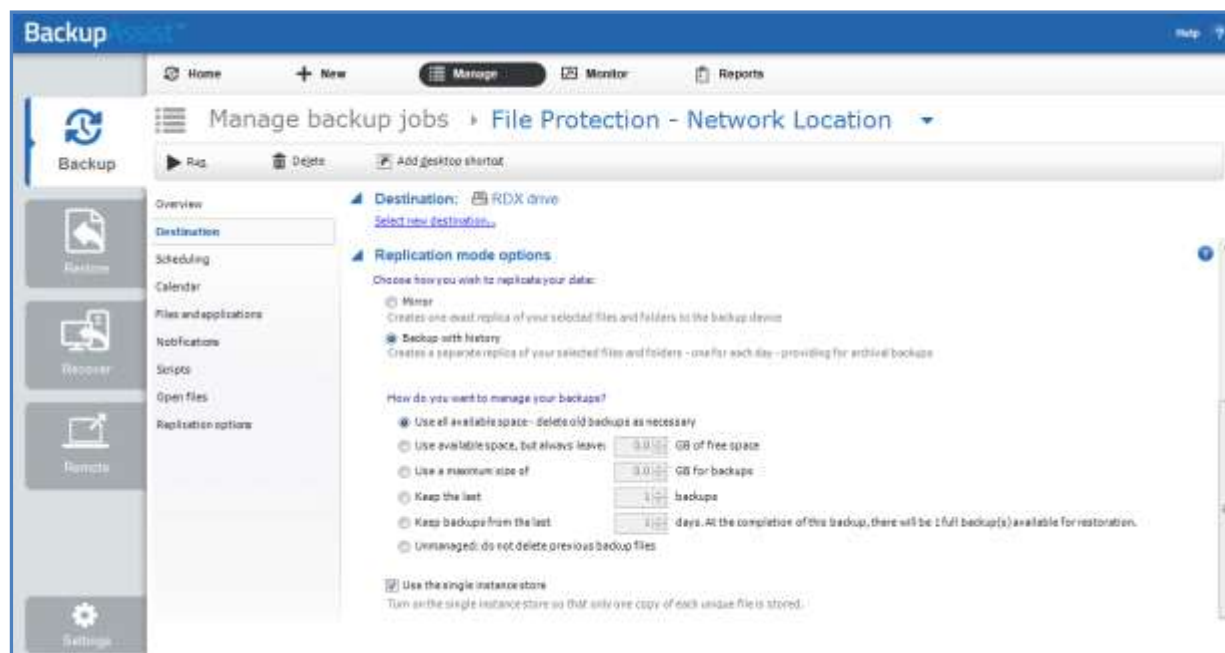 BackupAssist™
Help ?
Home New Manage Monitor Reports
Manage backup jobs File Protection - Network Location
Backup
Run Delete Add desktop shortcut
Overview
Destination
Scheduling
Calendar
Files and applications
Notifications
Scripts
Open files
Replication options
Restore
Recover
Remote
Settings
Destination: RDX drive
Select new destination...
Replication mode options ?
Choose how you wish to replicate your data:
Mirror
Creates one exact replica of your selected files and folders to the backup device
Backup with history
Creates a separate replica of your selected files and folders - one for each day - providing for archival backups
How do you want to manage your backups?
Use all available space - delete old backups as necessary
Use available space, but always leave: 0.0 GB of free space
Use a maximum size of 0.0 GB for backups
Keep the last 1 backups
Keep backups from the last 1 days. At the completion of this backup, there will be 1 full backup(s) available for restoration.
Unmanaged: do not delete previous backup files
Use the single instance store
Turn on the single instance store so that only one copy of each unique file is stored.